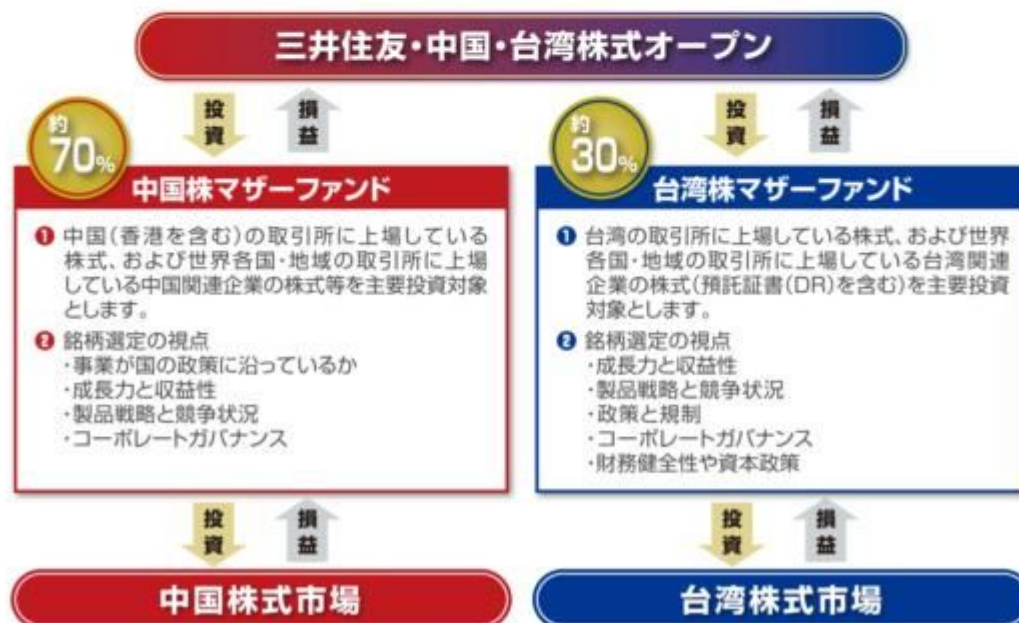 三井住友・中国・台湾株式オープン
投資
損益
投資
損益
約70%
中国株マザーファンド
❶ 中国(香港を含む)の取引所に上場している
株式、および世界各国・地域の取引所に上場
している中国関連企業の株式等を主要投資対象
とします。
❷ 銘柄選定の視点
・事業が国の政策に沿っているか
・成長力と収益性
・製品戦略と競争状況
・コーポレートガバナンス
約30%
台湾株マザーファンド
❶ 台湾の取引所に上場している株式、および世界
各国・地域の取引所に上場している台湾関連
企業の株式(預託証書(DR)を含む)を主要投資
対象とします。
❷ 銘柄選定の視点
・成長力と収益性
・製品戦略と競争状況
・政策と規制
・コーポレートガバナンス
・財務健全性や資本政策
投資
損益
投資
損益
中国株式市場
台湾株式市場